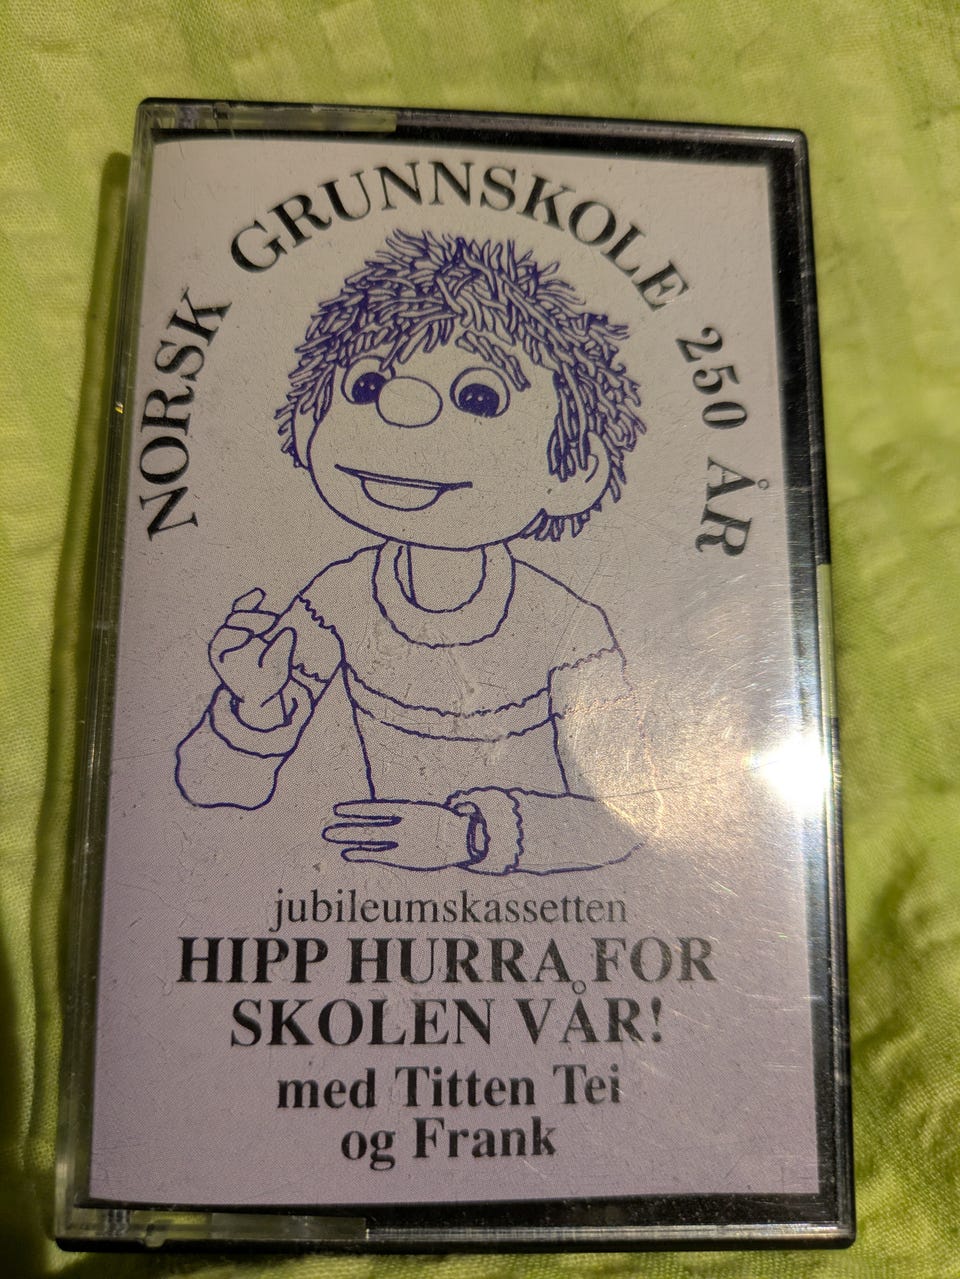 NORSK GRUNNSKOLE 250 ÅR
jubileumskassetten
HIPP HURRA FOR
SKOLEN VÅR!
med Titten Tei
og Frank